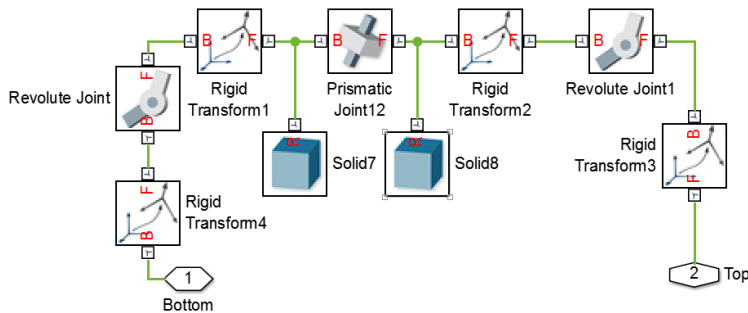 B
F
Rigid
Transform1
B
F
Prismatic
Joint12
B
F
Rigid
Transform2
B
F
Revolute Joint1
Revolute Joint
F
B
R
Solid7
R
Solid8
Rigid
Transform3
B
F
F
B
Rigid
Transform4
1
Bottom
2
Top